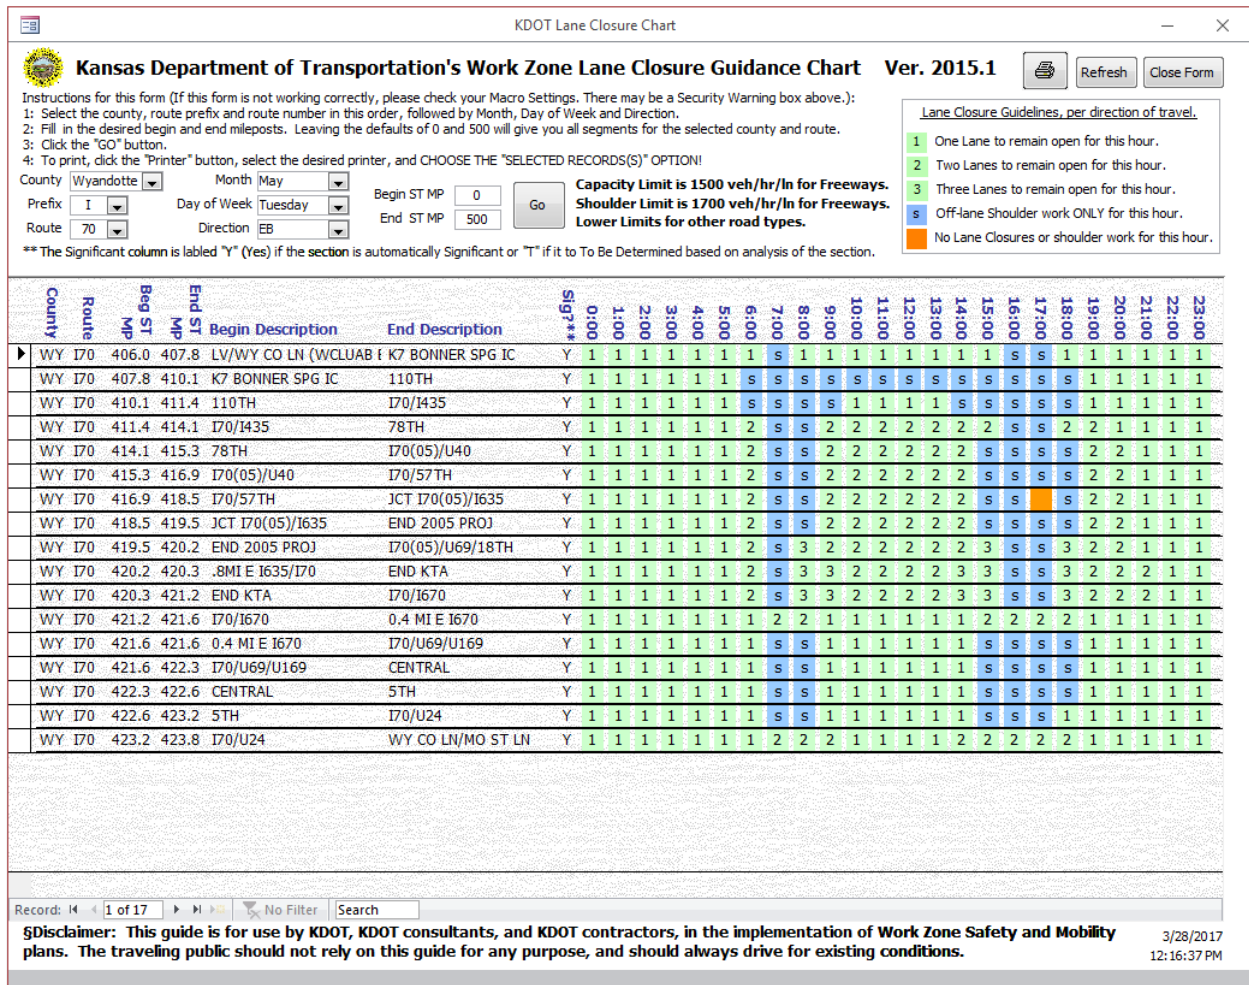 KDOT Lane Closure Chart
Kansas Department of Transportation's Work Zone Lane Closure Guidance Chart Ver. 2015.1
Refresh
Close Form
Instructions for this form (If this form is not working correctly, please check your Macro Settings. There may be a Security Warning box above.):
1: Select the county, route prefix and route number in this order, followed by Month, Day of Week and Direction.
2: Fill in the desired begin and end mileposts. Leaving the defaults of 0 and 500 will give you all segments for the selected county and route.
3: Click the "GO" button.
4: To print, click the "Printer" button, select the desired printer, and CHOOSE THE "SELECTED RECORDS(S)" OPTION!
Lane Closure Guidelines, per direction of travel.
1 One Lane to remain open for this hour.
2 Two Lanes to remain open for this hour.
3 Three Lanes to remain open for this hour.
s Off-lane Shoulder work ONLY for this hour.
No Lane Closures or shoulder work for this hour.
County Wyandotte Month May
Prefix I Day of Week Tuesday
Route 70 Direction EB
Begin ST MP 0
End ST MP 500
Go
Capacity Limit is 1500 veh/hr/ln for Freeways.
Shoulder Limit is 1700 veh/hr/ln for Freeways.
Lower Limits for other road types.
** The Significant column is labled "Y" (Yes) if the section is automatically Significant or "T" if it to To Be Determined based on analysis of the section.
County Route Beg ST MP End ST MP Begin Description End Description Sig?** 0:00 1:00 2:00 3:00 4:00 5:00 6:00 7:00 8:00 9:00 10:00 11:00 12:00 13:00 14:00 15:00 16:00 17:00 18:00 19:00 20:00 21:00 22:00 23:00
WY I70 406.0 407.8 LV/WY CO LN (WCLUAB K7 BONNER SPG IC Y 1 1 1 1 1 1 1 s 1 1 1 1 1 1 1 1 s s 1 1 1 1 1 1
WY I70 407.8 410.1 K7 BONNER SPG IC 110TH Y 1 1 1 1 1 1 s s s s s s s s s s s s s 1 1 1 1 1
WY I70 410.1 411.4 110TH I70/I435 Y 1 1 1 1 1 1 s s s s 1 1 1 1 s s s s s 1 1 1 1 1
WY I70 411.4 414.1 I70/I435 78TH Y 1 1 1 1 1 1 2 s s 2 2 2 2 2 2 2 s s 2 2 1 1 1 1
WY I70 414.1 415.3 78TH I70(05)/U40 Y 1 1 1 1 1 1 2 s s 2 2 2 2 2 2 s s s s 2 2 1 1 1
WY I70 415.3 416.9 I70(05)/U40 I70/57TH Y 1 1 1 1 1 1 2 s s 2 2 2 2 2 2 s s s s 2 2 1 1 1
WY I70 416.9 418.5 I70/57TH JCT I70(05)/I635 Y 1 1 1 1 1 1 2 s s 2 2 2 2 2 2 s s s 2 2 1 1 1
WY I70 418.5 419.5 JCT I70(05)/I635 END 2005 PROJ Y 1 1 1 1 1 1 2 s s 2 2 2 2 2 2 s s s s 2 2 1 1 1
WY I70 419.5 420.2 END 2005 PROJ I70(05)/U69/18TH Y 1 1 1 1 1 1 2 s 3 2 2 2 2 2 2 3 s s 3 2 2 1 1 1
WY I70 420.2 420.3 .8MI E I635/I70 END KTA Y 1 1 1 1 1 1 2 s 3 3 2 2 2 2 3 3 s s 3 2 2 2 1 1
WY I70 420.3 421.2 END KTA I70/I670 Y 1 1 1 1 1 1 2 s 3 3 2 2 2 2 3 3 s s 3 2 2 2 1 1
WY I70 421.2 421.6 I70/I670 0.4 MI E I670 Y 1 1 1 1 1 1 1 2 2 1 1 1 1 1 1 2 2 2 2 1 1 1 1 1
WY I70 421.6 421.6 0.4 MI E I670 I70/U69/U169 Y 1 1 1 1 1 1 1 s s 1 1 1 1 1 1 s s s s 1 1 1 1 1
WY I70 421.6 422.3 I70/U69/U169 CENTRAL Y 1 1 1 1 1 1 1 s s 1 1 1 1 1 1 s s s s 1 1 1 1 1
WY I70 422.3 422.6 CENTRAL 5TH Y 1 1 1 1 1 1 1 s s 1 1 1 1 1 1 s s s s 1 1 1 1 1
WY I70 422.6 423.2 5TH I70/U24 Y 1 1 1 1 1 1 1 s s 1 1 1 1 1 1 s s s 1 1 1 1 1 1
WY I70 423.2 423.8 I70/U24 WY CO LN/MO ST LN Y 1 1 1 1 1 1 1 2 2 2 1 1 1 1 2 2 2 2 2 1 1 1 1 1
Record: 1 of 17 No Filter Search
§Disclaimer: This guide is for use by KDOT, KDOT consultants, and KDOT contractors, in the implementation of Work Zone Safety and Mobility
plans. The traveling public should not rely on this guide for any purpose, and should always drive for existing conditions.
3/28/2017
12:16:37 PM